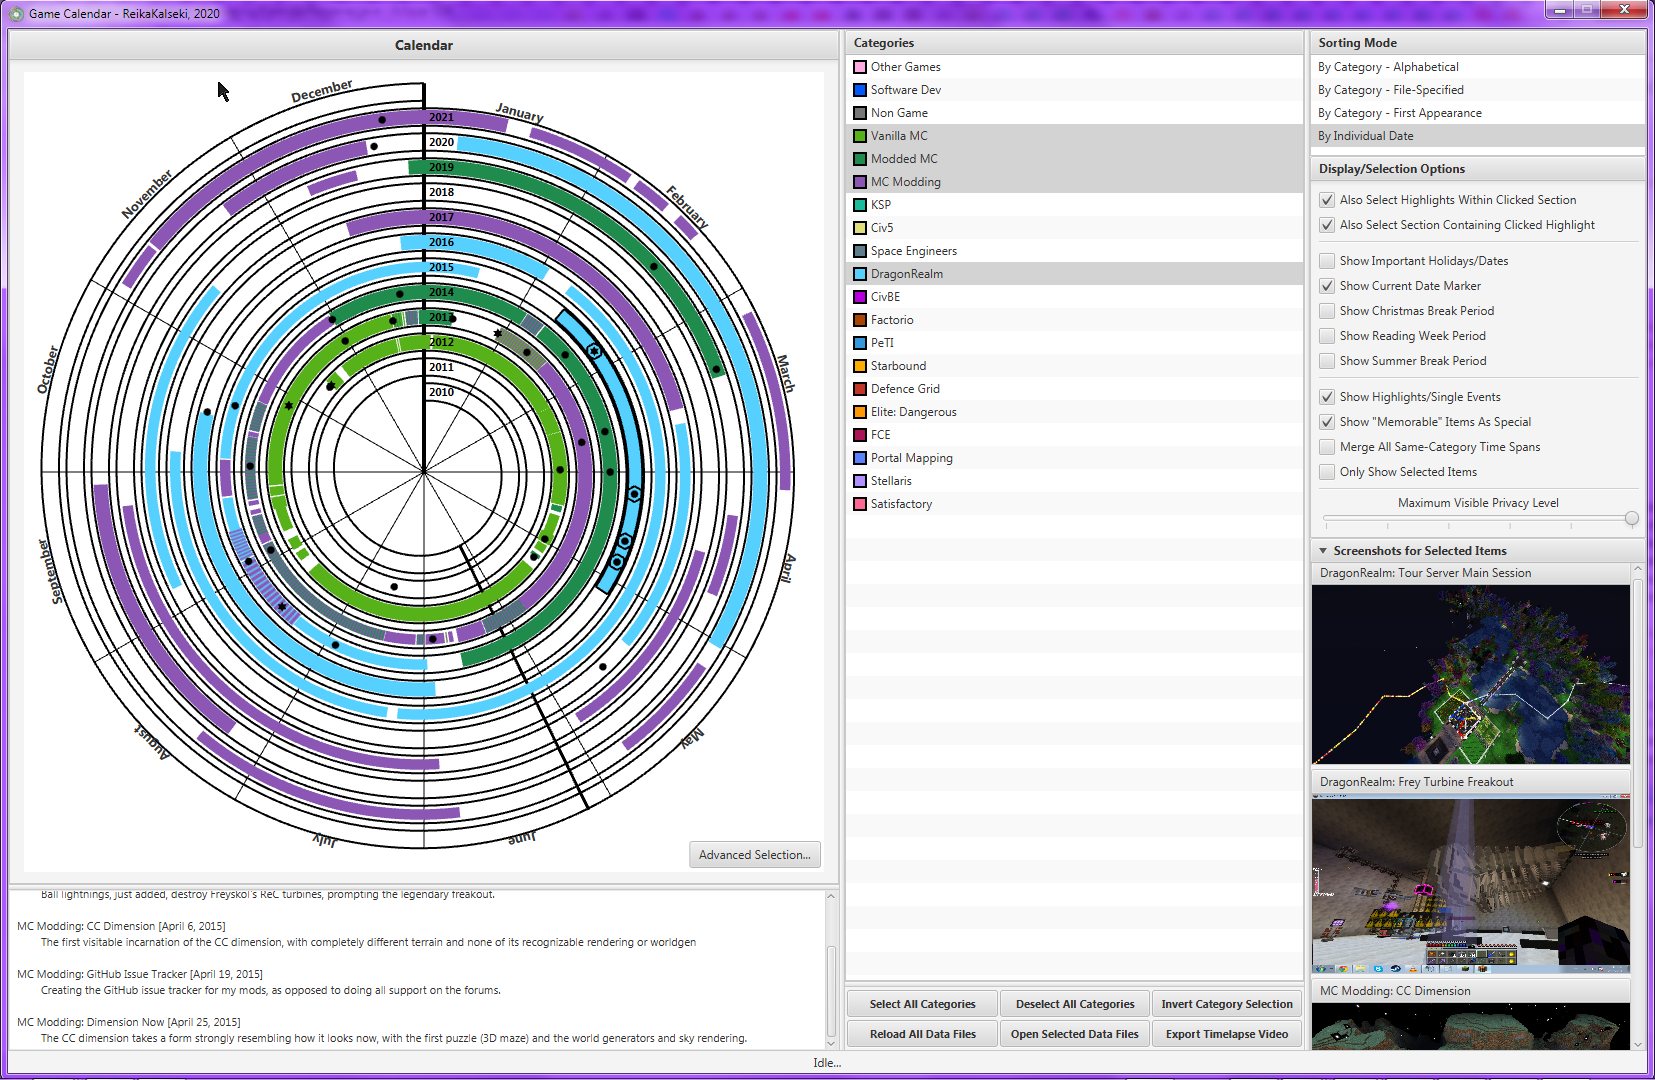 Game Calendar - ReikaKalseki, 2020
Calendar
December
January
November
February
October
March
September
April
August
May
July
June
2021
2020
2019
2018
2017
2016
2015
2014
2013
2012
2011
2010
Advanced Selection...
Ball lightnings, just added, destroy Freyskol's ReC turbines, prompting the legendary freakout.
MC Modding: CC Dimension [April 6, 2015]
The first visitable incarnation of the CC dimension, with completely different terrain and none of its recognizable rendering or worldgen
MC Modding: GitHub Issue Tracker [April 19, 2015]
Creating the GitHub issue tracker for my mods, as opposed to doing all support on the forums.
MC Modding: Dimension Now [April 25, 2015]
The CC dimension takes a form strongly resembling how it looks now, with the first puzzle (3D maze) and the world generators and sky rendering.
Categories
Other Games
Software Dev
Non Game
Vanilla MC
Modded MC
MC Modding
KSP
Civ5
Space Engineers
DragonRealm
CivBE
Factorio
PeTI
Starbound
Defence Grid
Elite: Dangerous
FCE
Portal Mapping
Stellaris
Satisfactory
Select All Categories
Deselect All Categories
Invert Category Selection
Reload All Data Files
Open Selected Data Files
Export Timelapse Video
Sorting Mode
By Category - Alphabetical
By Category - File-Specified
By Category - First Appearance
By Individual Date
Display/Selection Options
Also Select Highlights Within Clicked Section
Also Select Section Containing Clicked Highlight
Show Important Holidays/Dates
Show Current Date Marker
Show Christmas Break Period
Show Reading Week Period
Show Summer Break Period
Show Highlights/Single Events
Show "Memorable" Items As Special
Merge All Same-Category Time Spans
Only Show Selected Items
Maximum Visible Privacy Level
Screenshots for Selected Items
DragonRealm: Tour Server Main Session
DragonRealm: Frey Turbine Freakout
MC Modding: CC Dimension
Idle...